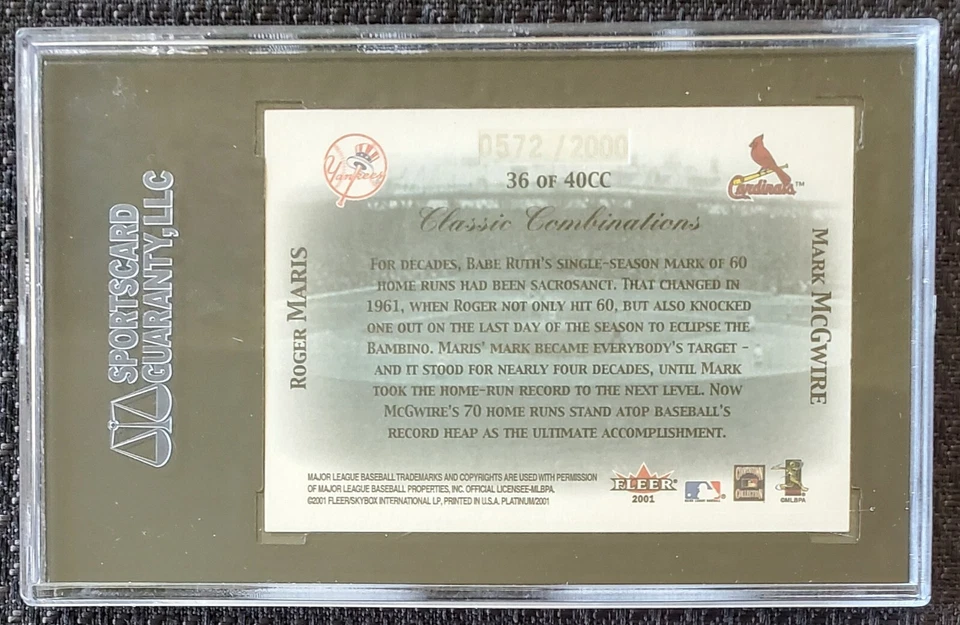 SPORTSCARD
GUARANTY,LLC
Yankees
0572 /2000
36 OF 40CC
Cardinals™
Classic Combinations
ROGER MARIS
MARK MCGWIRE
FOR DECADES, BABE RUTH'S SINGLE-SEASON MARK OF 60
HOME RUNS HAD BEEN SACROSANCT. THAT CHANGED IN
1961, WHEN ROGER NOT ONLY HIT 60, BUT ALSO KNOCKED
ONE OUT ON THE LAST DAY OF THE SEASON TO ECLIPSE THE
BAMBINO. MARIS' MARK BECAME EVERYBODY'S TARGET -
AND IT STOOD FOR NEARLY FOUR DECADES, UNTIL MARK
TOOK THE HOME-RUN RECORD TO THE NEXT LEVEL. NOW
MCGWIRE'S 70 HOME RUNS STAND ATOP BASEBALL'S
RECORD HEAP AS THE ULTIMATE ACCOMPLISHMENT.
MAJOR LEAGUE BASEBALL TRADEMARKS AND COPYRIGHTS ARE USED WITH PERMISSION
OF MAJOR LEAGUE BASEBALL PROPERTIES, INC. OFFICIAL LICENSEE-MLBPA.
©2001 FLEER/SKYBOX INTERNATIONAL LP, PRINTED IN U.S.A. PLATINUM/2001
FLEER
2001
COLLECTION
©MLBPA